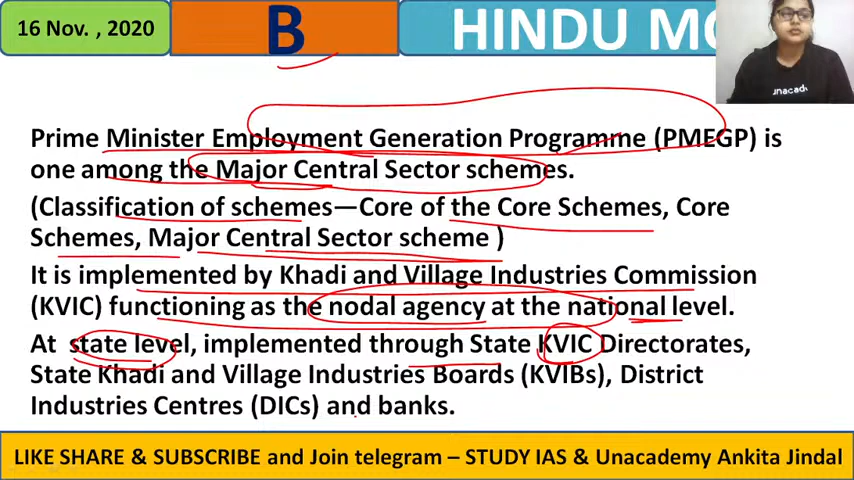 16 Nov. , 2020
B
HINDU MO
unacade
Prime Minister Employment Generation Programme (PMEGP) is
one among the Major Central Sector schemes.
(Classification of schemes—Core of the Core Schemes, Core
Schemes, Major Central Sector scheme )
It is implemented by Khadi and Village Industries Commission
(KVIC) functioning as the nodal agency at the national level.
At state level, implemented through State KVIC Directorates,
State Khadi and Village Industries Boards (KVIBs), District
Industries Centres (DICs) and banks.
LIKE SHARE & SUBSCRIBE and Join telegram – STUDY IAS & Unacademy Ankita Jindal